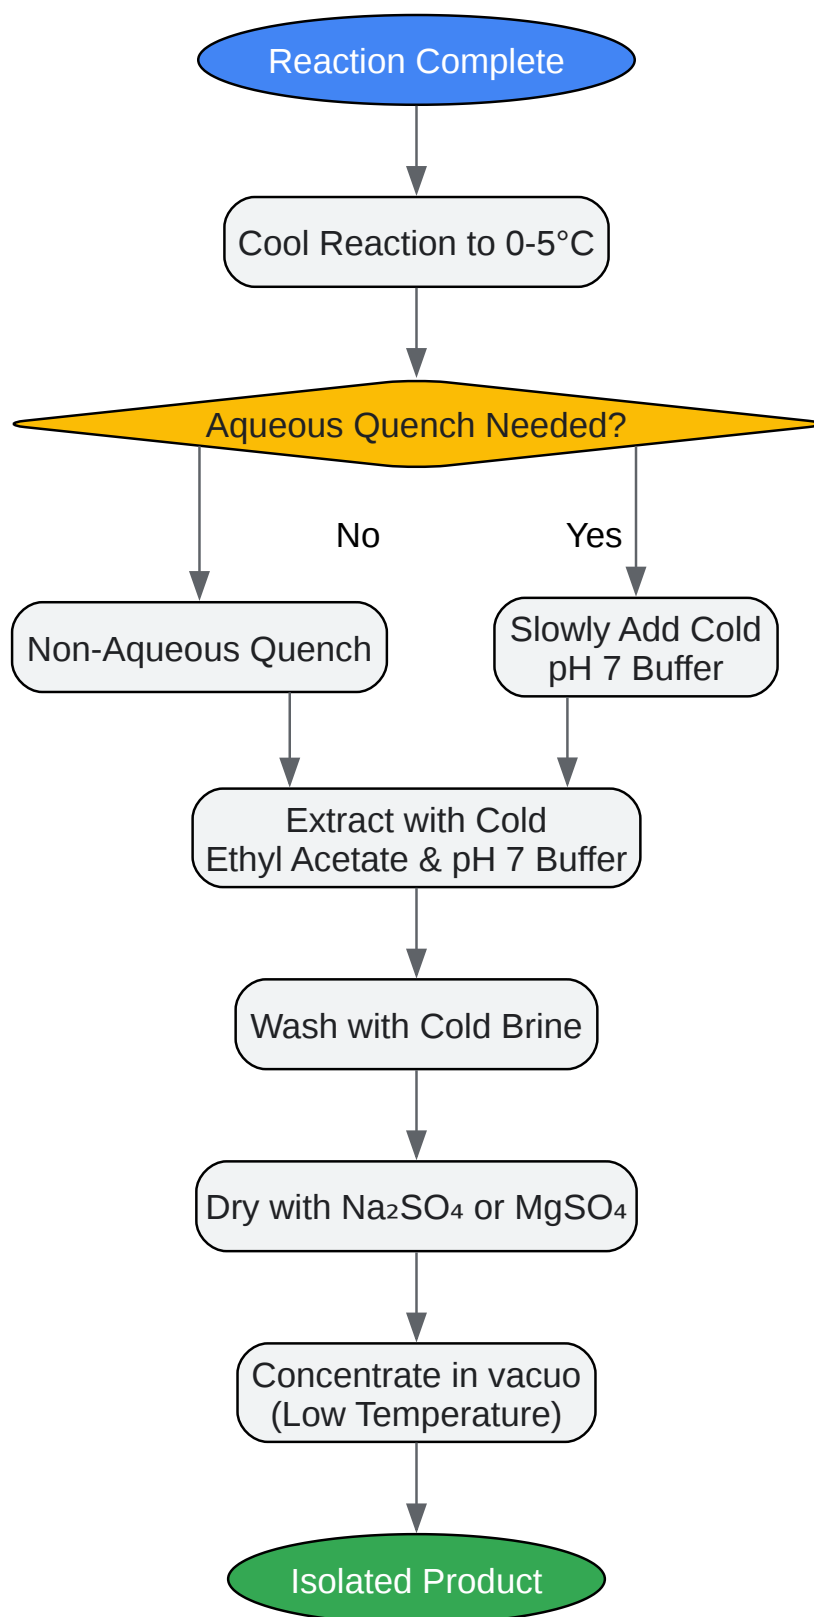 Reaction Complete
Cool Reaction to 0-5°C
Aqueous Quench Needed?
No
Yes
Non-Aqueous Quench
Slowly Add Cold
pH 7 Buffer
Extract with Cold
Ethyl Acetate & pH 7 Buffer
Wash with Cold Brine
Dry with Na₂SO₄ or MgSO₄
Concentrate in vacuo
(Low Temperature)
Isolated Product